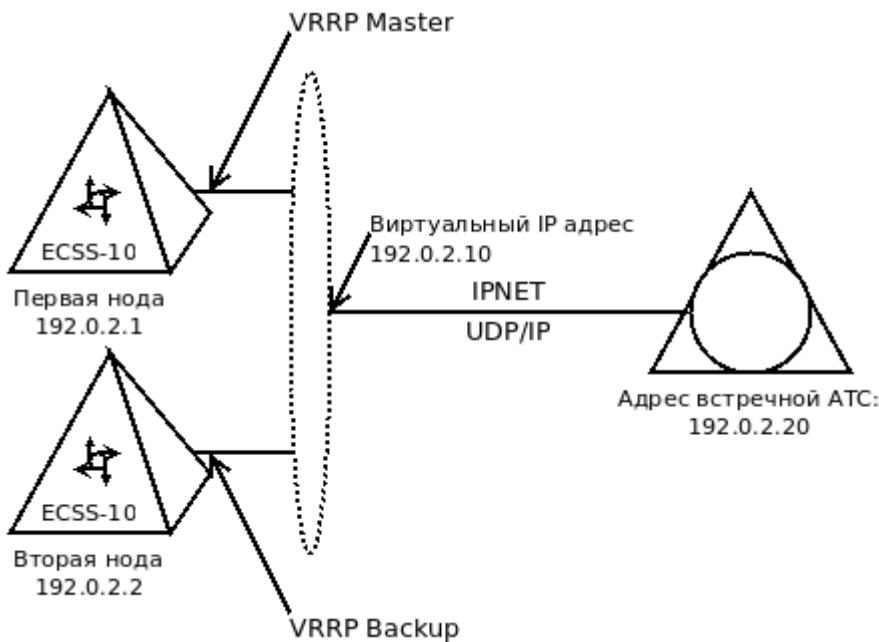 VRRP Master
ECSS-10
Первая нода
192.0.2.1
Виртуальный IP адрес
192.0.2.10
IPNET
UDP/IP
Адрес встречной АТС:
192.0.2.20
ECSS-10
Вторая нода
192.0.2.2
VRRP Backup